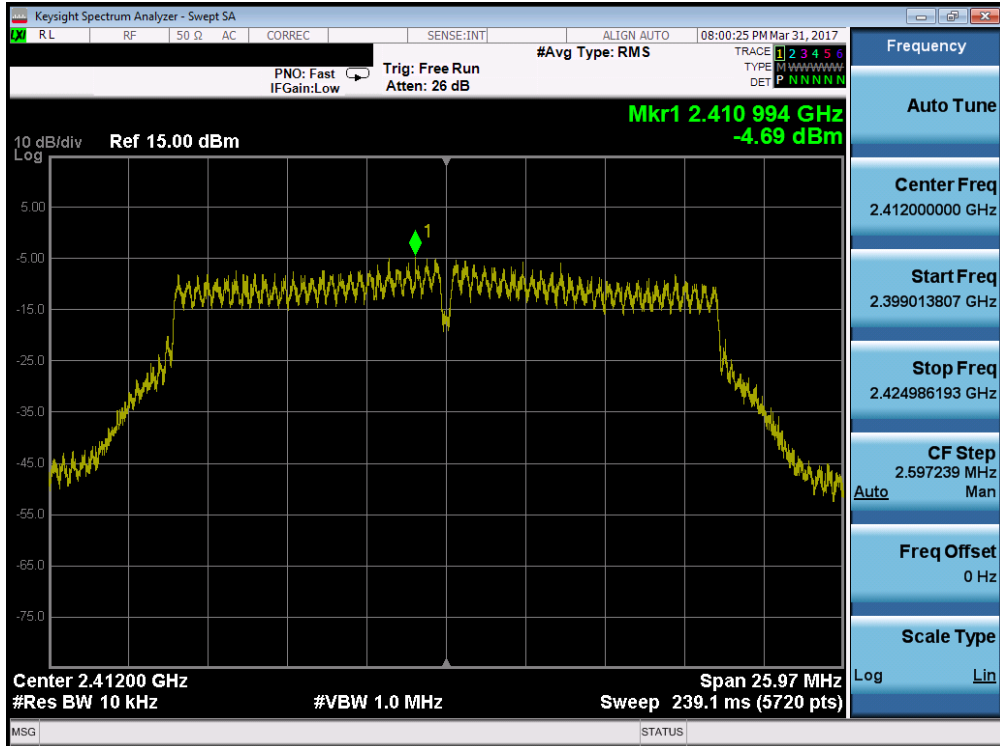 Keysight Spectrum Analyzer - Swept SA
LXI RL RF 50 Ω AC CORREC SENSE:INT ALIGN AUTO 08:00:25 PM Mar 31, 2017
#Avg Type: RMS TRACE 1 2 3 4 5 6
PNO: Fast Trig: Free Run TYPE M WWWWW
IFGain:Low Atten: 26 dB DET P N N N N N
Mkr1 2.410 994 GHz
10 dB/div Ref 15.00 dBm -4.69 dBm
Log
1
5.00
-5.00
-15.0
-25.0
-35.0
-45.0
-55.0
-65.0
-75.0
Center 2.41200 GHz Span 25.97 MHz
#Res BW 10 kHz #VBW 1.0 MHz Sweep 239.1 ms (5720 pts)
MSG STATUS
Frequency
Auto Tune
Center Freq
2.412000000 GHz
Start Freq
2.399013807 GHz
Stop Freq
2.424986193 GHz
CF Step
2.597239 MHz
Auto Man
Freq Offset
0 Hz
Scale Type
Log Lin